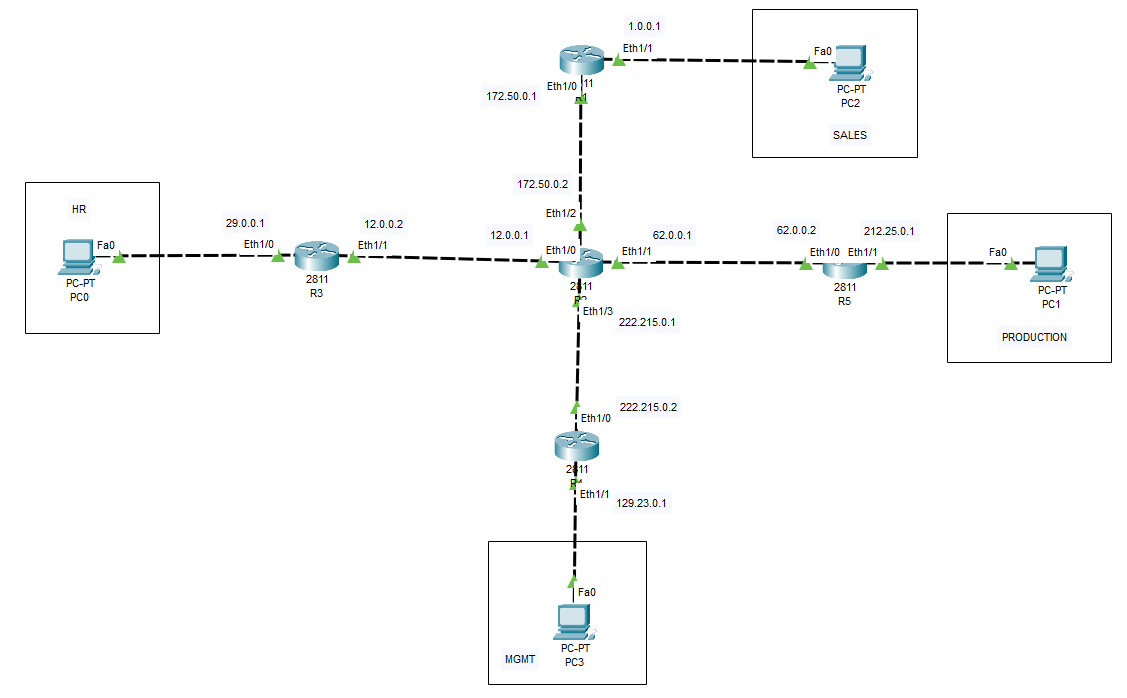 1.0.0.1
Eth1/1
Fa0
Eth1/0
172.50.0.1
PC-PT
PC2
SALES
172.50.0.2
Eth1/2
HR
29.0.0.1
12.0.0.2
12.0.0.1
62.0.0.1
62.0.0.2
212.25.0.1
Fa0
Eth1/0
Eth1/1
Eth1/0
Eth1/1
Eth1/0
Eth1/1
Fa0
PC-PT
PC0
2811
R3
2811
2811
R5
PC-PT
PC1
PRODUCTION
Eth1/3
222.215.0.1
222.215.0.2
Eth1/0
2811
Eth1/1
129.23.0.1
Fa0
PC-PT
PC3
MGMT